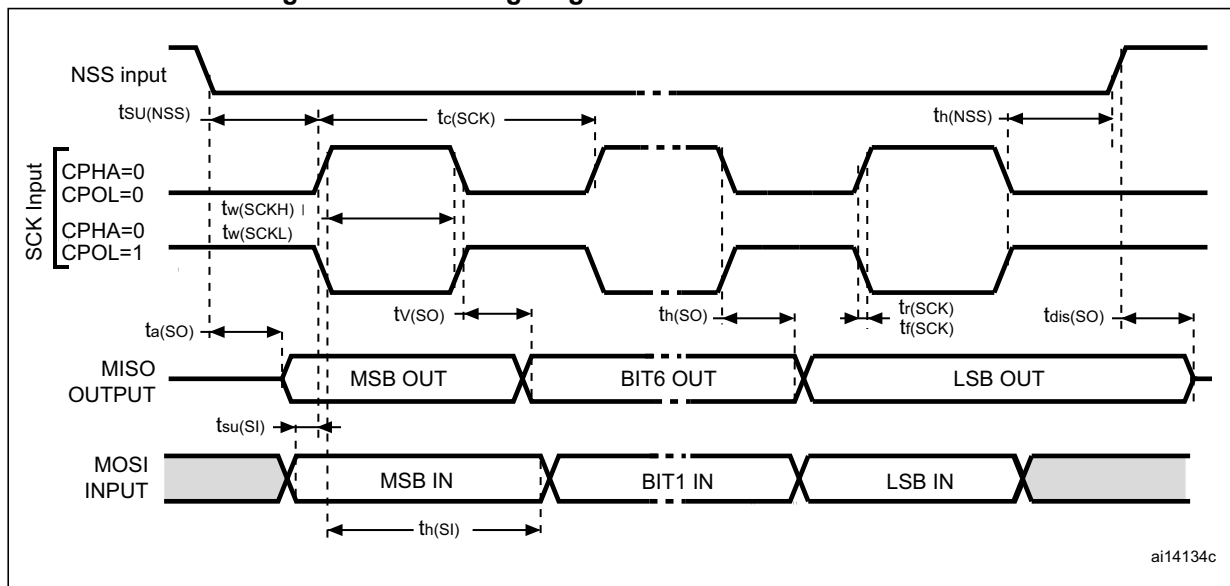 NSS input
tSU(NSS)
tc(SCK)
th(NSS)
SCK Input
CPHA=0
CPOL=0
tw(SCKH)
CPHA=0
tw(SCKL)
CPOL=1
tV(SO)
th(SO)
tr(SCK)
tf(SCK)
tdis(SO)
ta(SO)
MISO
OUTPUT
MSB OUT
BIT6 OUT
LSB OUT
tsu(SI)
MOSI
INPUT
MSB IN
BIT1 IN
LSB IN
th(SI)
ai14134c